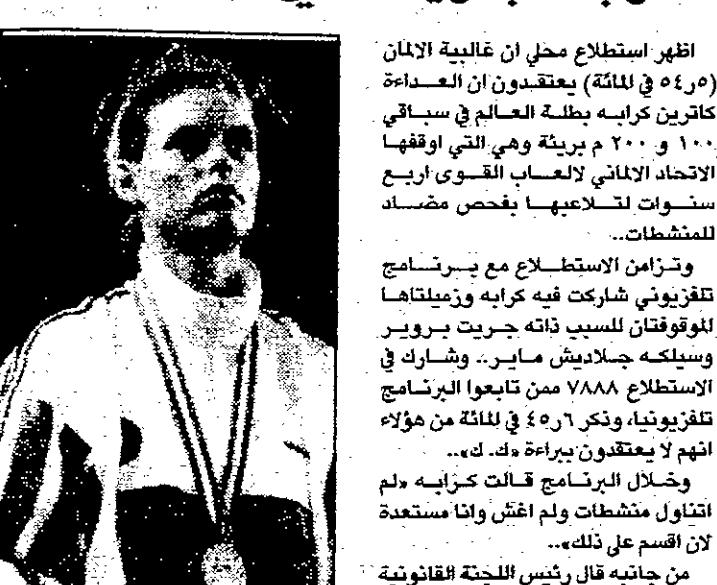 اظهر استطلاع محلي ان غالبية الالمان
(٥ر٥٤ في المائة) يعتقدون ان العداءة
كاترين كرابه بطلة العالم في سباقي
١٠٠ و ٢٠٠ م بريئة وهي التي اوقفها
الاتحاد الالماني لالعاب القوى اربع
سنوات لتلاعبها بفحص مضاد
للمنشطات..
وتزامن الاستطلاع مع برنامج
تلفزيوني شاركت فيه كرابه وزميلتاها
الموقوفتان للسبب ذاته جريت بروير
وسيلكه جلاديش ماير.. وشارك في
الاستطلاع ٧٨٨٨ ممن تابعوا البرنامج
تلفزيونيا، وذكر ٦ر٤٥ في المائة من هؤلاء
انهم لا يعتقدون ببراءة «ك. ك»..
وخلال البرنامج قالت كرابه «لم
اتناول منشطات ولم اغش وانا مستعدة
لان اقسم على ذلك»..
من جانبه قال رئيس اللجنة القانونية